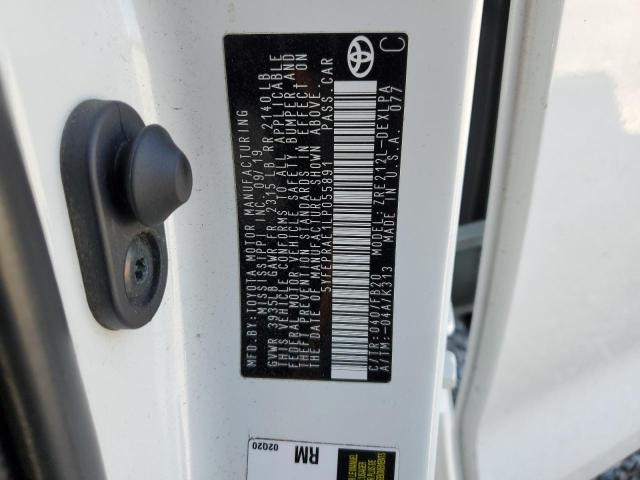 MFD.BY:TOYOTA MOTOR MANUFACTURING
MISSISSIPPI INC. 09/19
GVWR 3935LB GAWR FR 2315 LB RR 2140 LB
THIS VEHICLE CONFORMS TO ALL APPLICABLE
FEDERAL MOTOR VEHICLE SAFETY, BUMPER, AND
THEFT PREVENTION STANDARDS IN EFFECT ON
THE DATE OF MANUFACTURE SHOWN ABOVE.
5YFEPRAE1LP055891 PASS.CAR
C/TR:040/FB20 MODEL:ZRE212L-DEXLPA
A/TM:-04A/K313 MADE IN U.S.A. 077
C
02020
RM